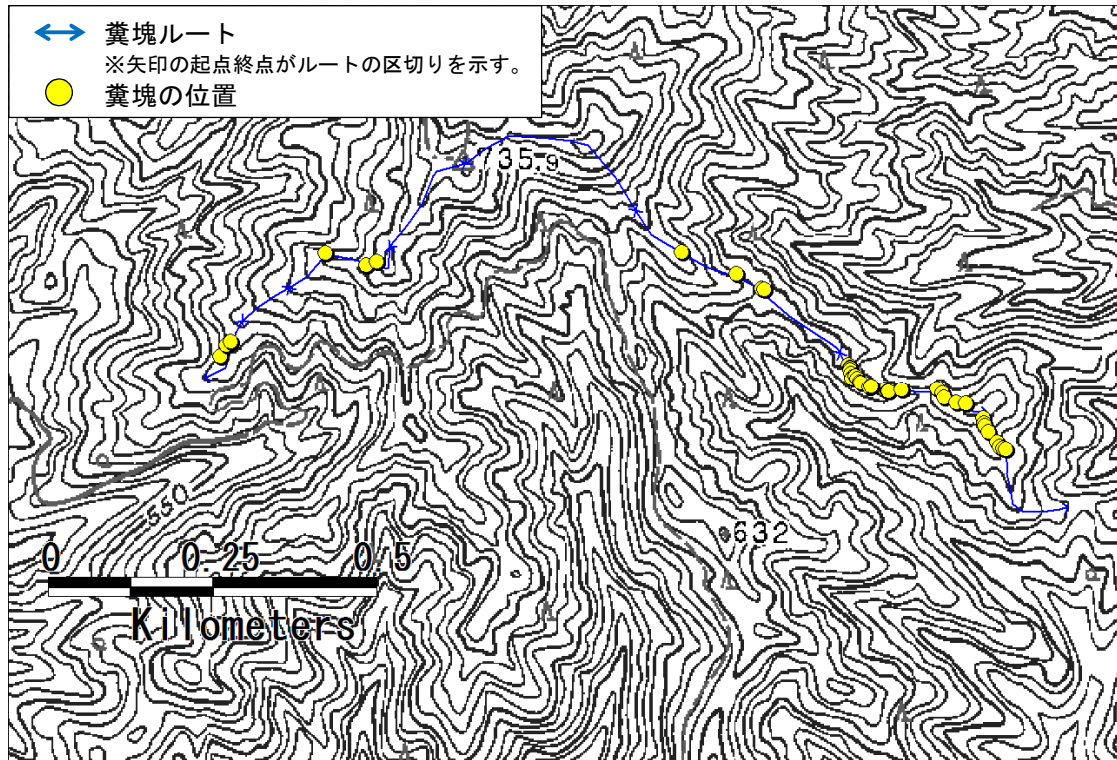 糞塊ルート
※矢印の起点終点がルートの区切りを示す。
糞塊の位置
735.9
550
632
0 0.25 0.5
Kilometers